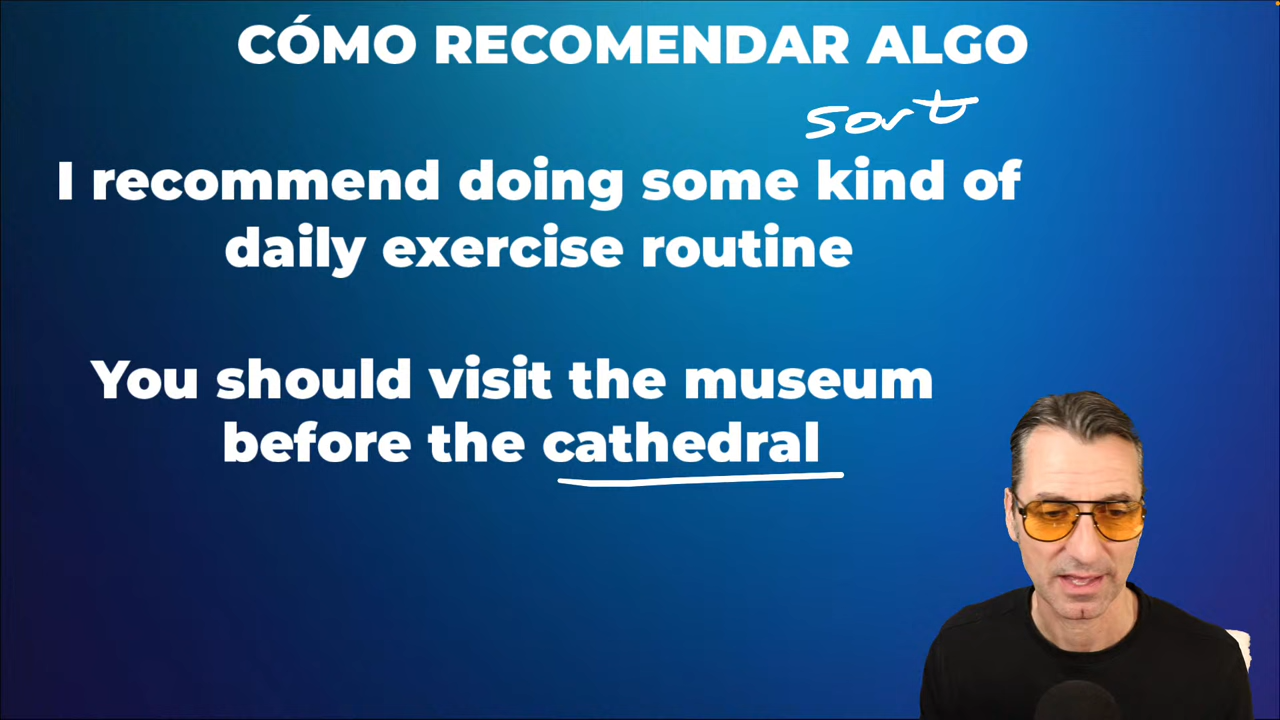 CÓMO RECOMENDAR ALGO
sort
I recommend doing some kind of
daily exercise routine
You should visit the museum
before the cathedral